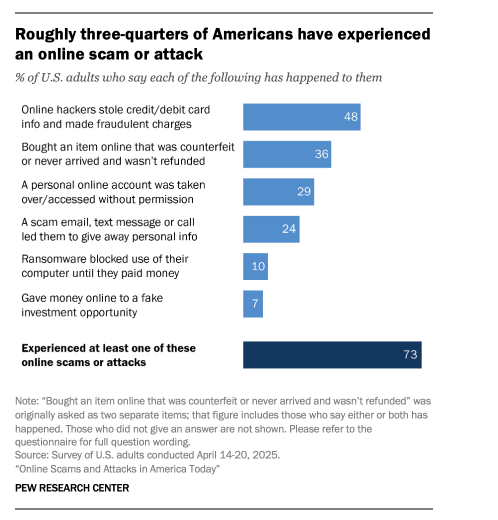 Roughly three-quarters of Americans have experienced
an online scam or attack
% of U.S. adults who say each of the following has happened to them
Online hackers stole credit/debit card
info and made fraudulent charges
48
Bought an item online that was counterfeit
or never arrived and wasn't refunded
36
A personal online account was taken
over/accessed without permission
29
A scam email, text message or call
led them to give away personal info
24
Ransomware blocked use of their
computer until they paid money
10
Gave money online to a fake
investment opportunity
7
Experienced at least one of these
online scams or attacks
73
Note: “Bought an item online that was counterfeit or never arrived and wasn't refunded” was
originally asked as two separate items; that figure includes those who say either or both has
happened. Those who did not give an answer are not shown. Please refer to the
questionnaire for full question wording.
Source: Survey of U.S. adults conducted April 14-20, 2025.
“Online Scams and Attacks in America Today”
PEW RESEARCH CENTER